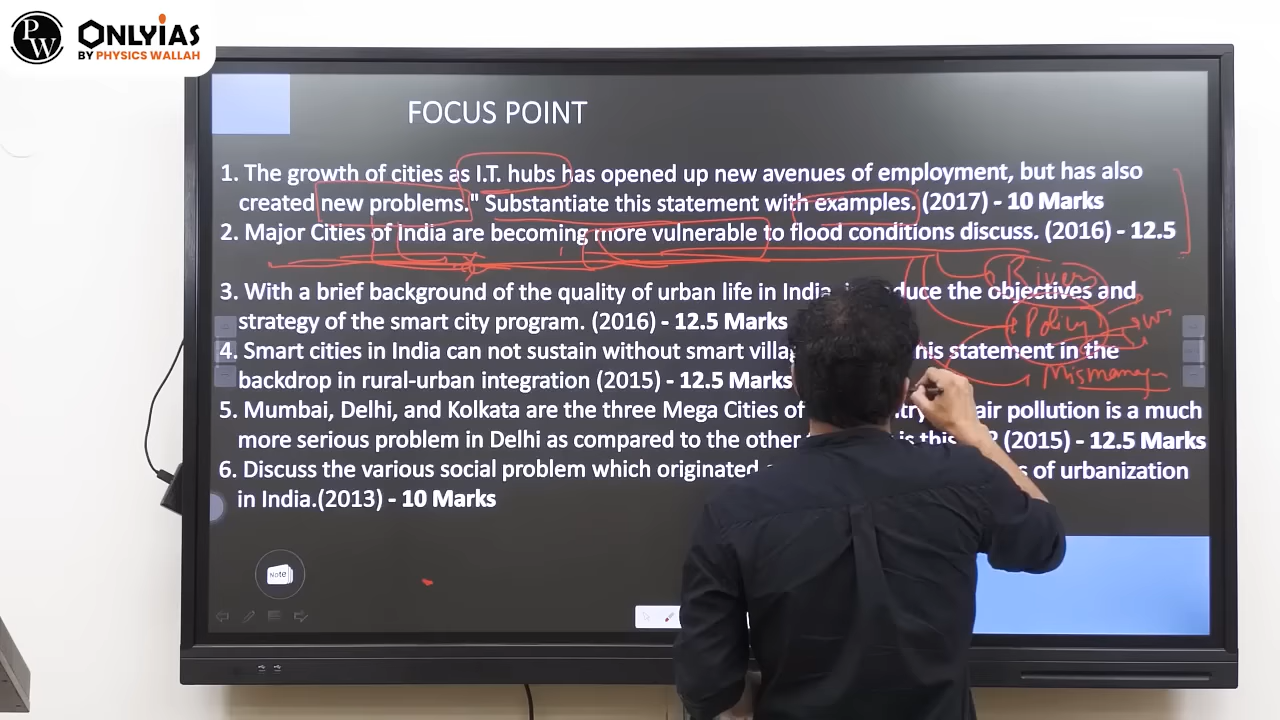 PW
ONLYIAS
BY PHYSICS WALLAH
FOCUS POINT
1. The growth of cities as I.T. hubs has opened up new avenues of employment, but has also
created new problems." Substantiate this statement with examples. (2017) - 10 Marks
2. Major Cities of India are becoming more vulnerable to flood conditions discuss. (2016) - 12.5
Rivers
3. With a brief background of the quality of urban life in India, the objectives and
Policy
strategy of the smart city program. (2016) - 12.5 Marks
4. Smart cities in India can not sustain without smart this statement in the
Mismanag
backdrop in rural-urban integration (2015) - 12.5 Marks
5. Mumbai, Delhi, and Kolkata are the three Mega Cities of air pollution is a much
more serious problem in Delhi as compared to the other is this (2015) - 12.5 Marks
6. Discuss the various social problem which originated of urbanization
in India.(2013) - 10 Marks
Note